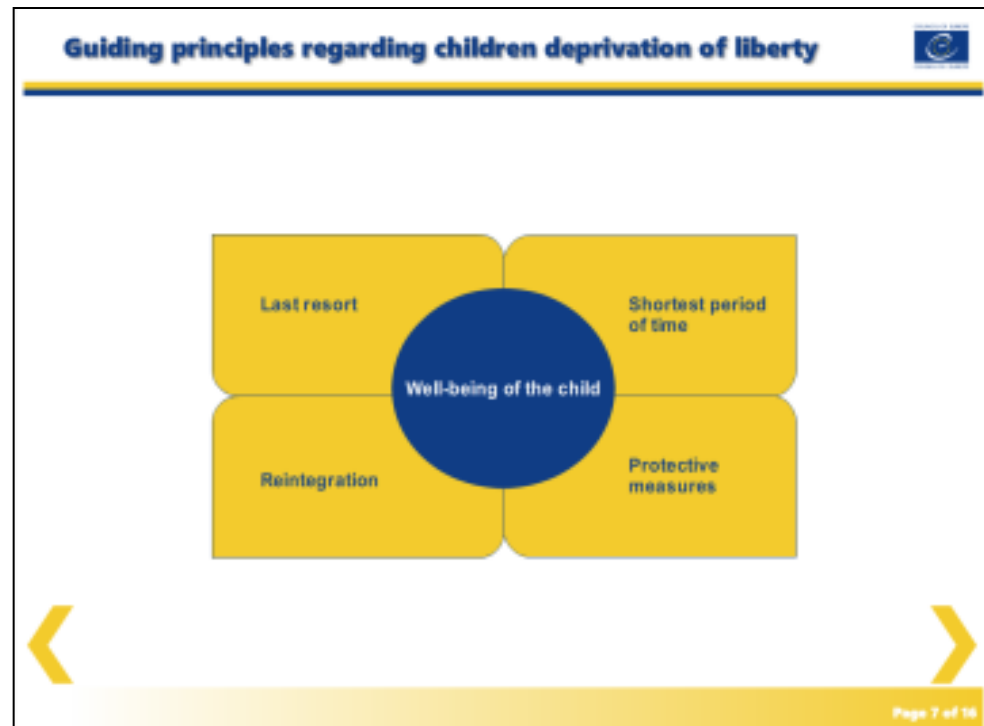 Guiding principles regarding children deprivation of liberty
Last resort
Shortest period
of time
Well-being of the child
Reintegration
Protective
measures
Page 7 of 16